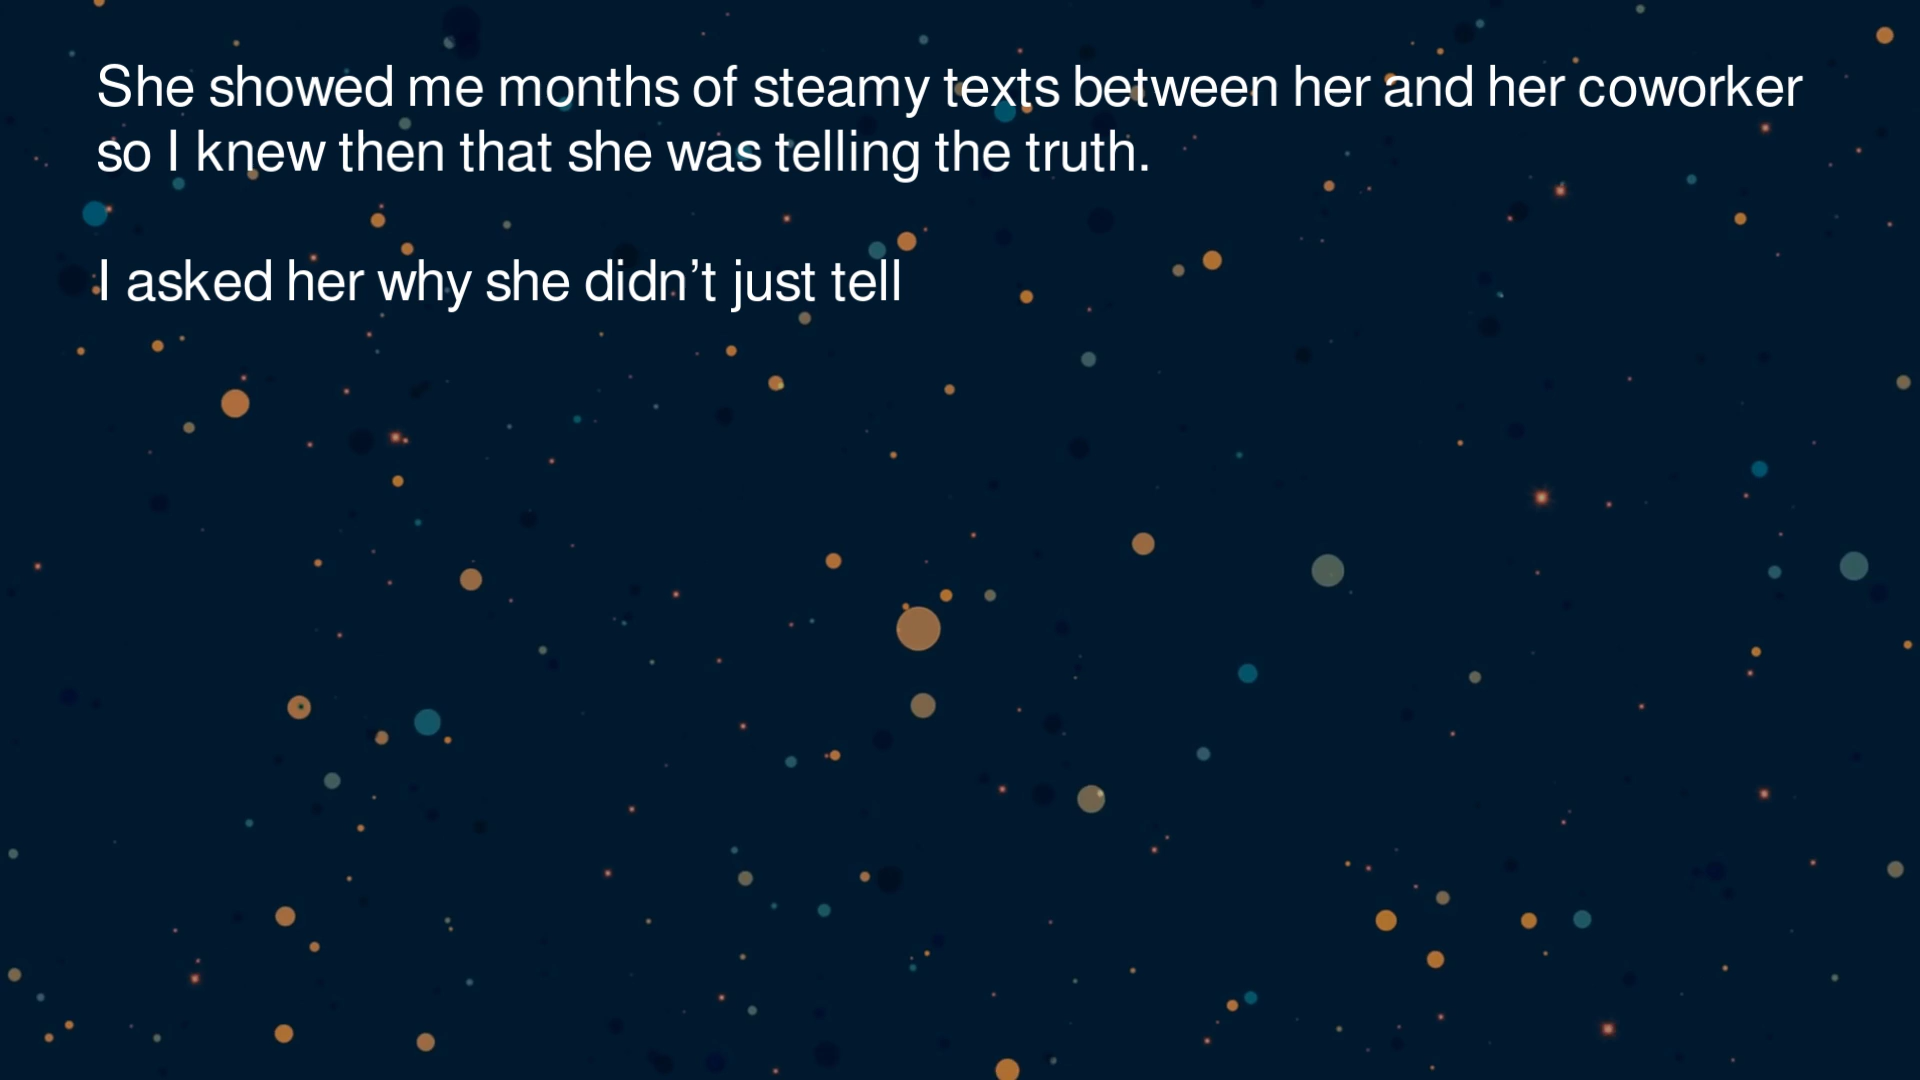 She showed me months of steamy texts between her and her coworker
so I knew then that she was telling the truth.
I asked her why she didn’t just tell